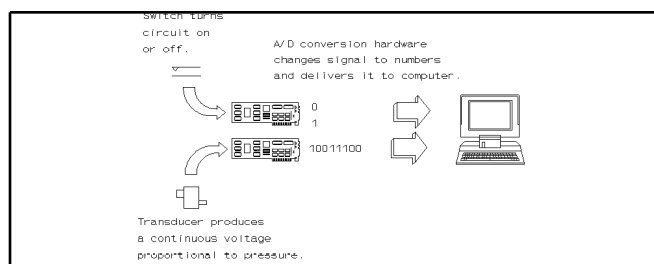 Switch turns
circuit on
or off.
A/D conversion hardware
changes signal to numbers
and delivers it to computer.
0
1
10011100
Transducer produces
a continuous voltage
proportional to pressure.